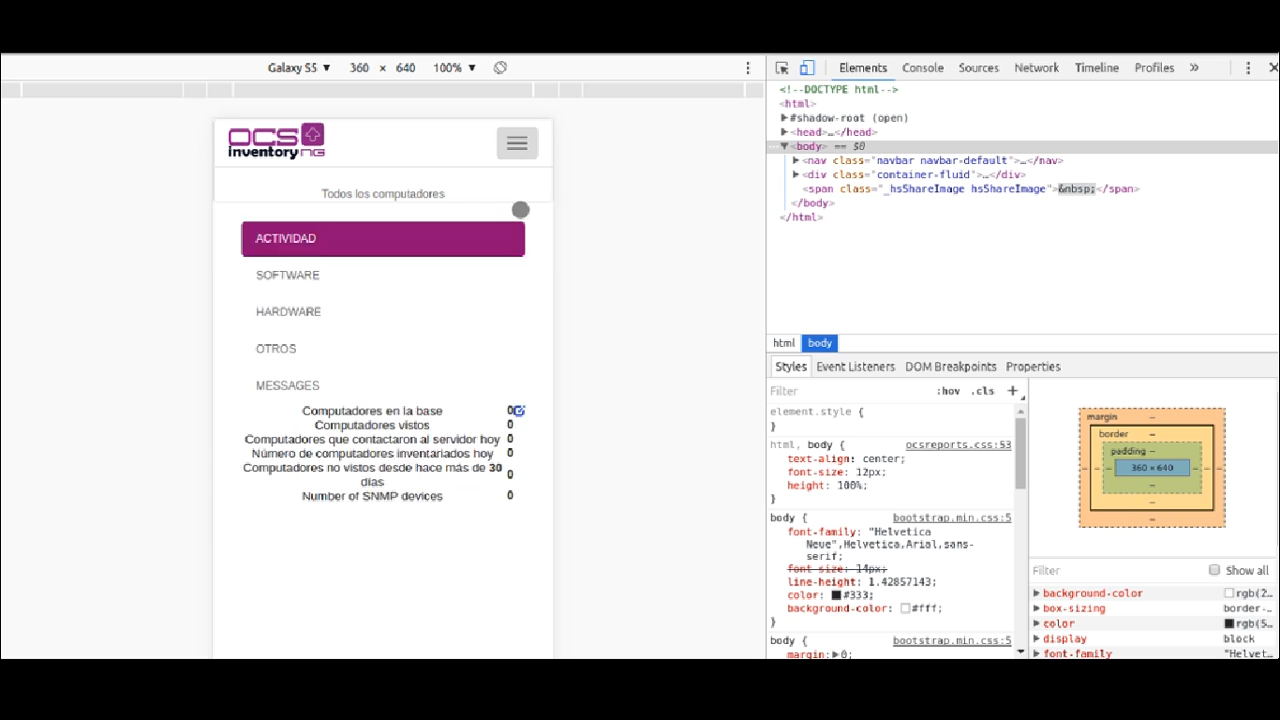 Galaxy S5 ▼ 360 × 640 100% ▼
Elements Console Sources Network Timeline Profiles »
OCS
inventory NG
Todos los computadores
ACTIVIDAD
SOFTWARE
HARDWARE
OTROS
MESSAGES
Computadores en la base 0
Computadores vistos 0
Computadores que contactaron al servidor hoy 0
Número de computadores inventariados hoy 0
Computadores no vistos desde hace más de 30
días 0
Number of SNMP devices 0
<!--DOCTYPE html-->
<html>
▶#shadow-root (open)
▶<head>…</head>
…▼<body> == $0
▶<nav class="navbar navbar-default">…</nav>
▶<div class="container-fluid">…</div>
<span class="_hsShareImage hsShareImage">&nbsp;</span>
</body>
</html>
html body
Styles Event Listeners DOM Breakpoints Properties
Filter :hov .cls +
element.style {
}
html, body { ocsreports.css:53
text-align: center;
font-size: 12px;
height: 100%;
}
body { bootstrap.min.css:5
font-family: "Helvetica
Neue",Helvetica,Arial,sans-
serif;
font-size: 14px;
line-height: 1.42857143;
color: #333;
background-color: #fff;
}
body { bootstrap.min.css:5
margin:▶0;
margin –
border –
padding –
– – – 360 × 640 – – –
–
–
–
Filter Show all
▶background-color rgb(2…
▶box-sizing border-…
▶color rgb(5…
▶display block
▶font-family "Helvet…